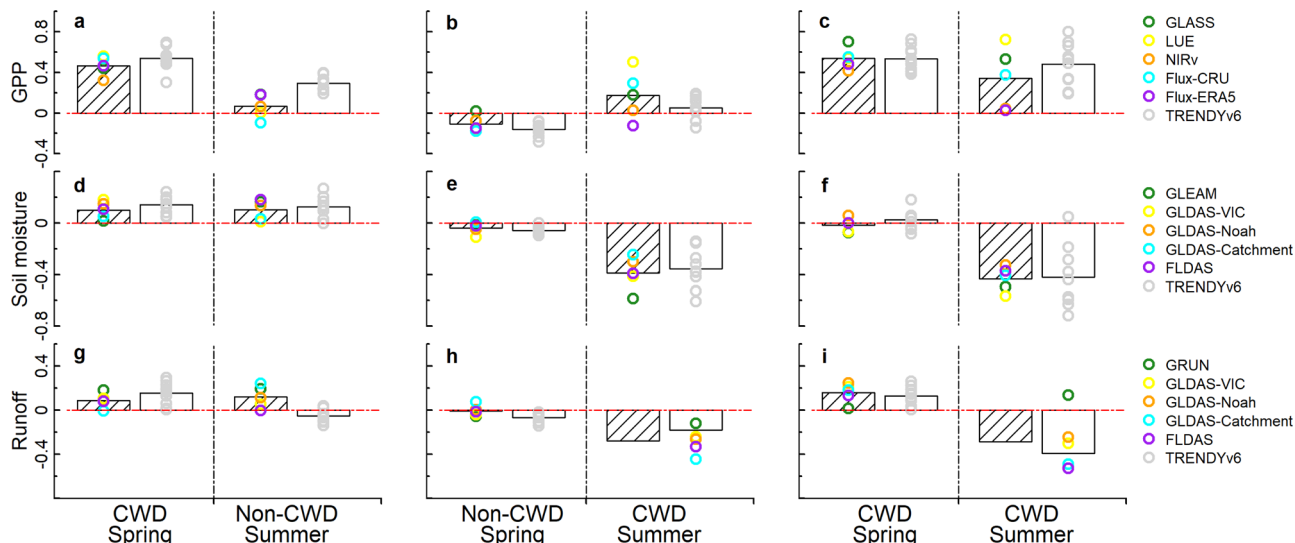 a
b
c
0.8
0.4
0
-0.4
GPP
GLASS
LUE
NIRv
Flux-CRU
Flux-ERA5
TRENDYv6
d
e
f
0
-0.4
-0.8
Soil moisture
GLEAM
GLDAS-VIC
GLDAS-Noah
GLDAS-Catchment
FLDAS
TRENDYv6
g
h
i
0.4
0
-0.4
Runoff
GRUN
GLDAS-VIC
GLDAS-Noah
GLDAS-Catchment
FLDAS
TRENDYv6
CWD
Spring
Non-CWD
Summer
Non-CWD
Spring
CWD
Summer
CWD
Spring
CWD
Summer